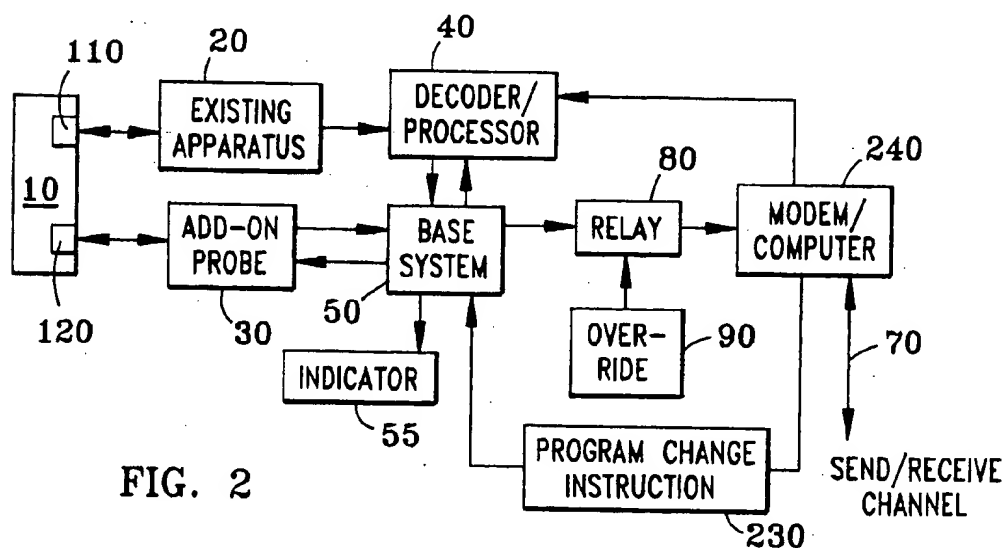 110
20
40
EXISTING
APPARATUS
DECODER/
PROCESSOR
240
10
80
ADD-ON
PROBE
BASE
SYSTEM
RELAY
MODEM/
COMPUTER
120
30
50
OVER-
RIDE
90
70
INDICATOR
55
PROGRAM CHANGE
INSTRUCTION
SEND/RECEIVE
CHANNEL
FIG. 2
230